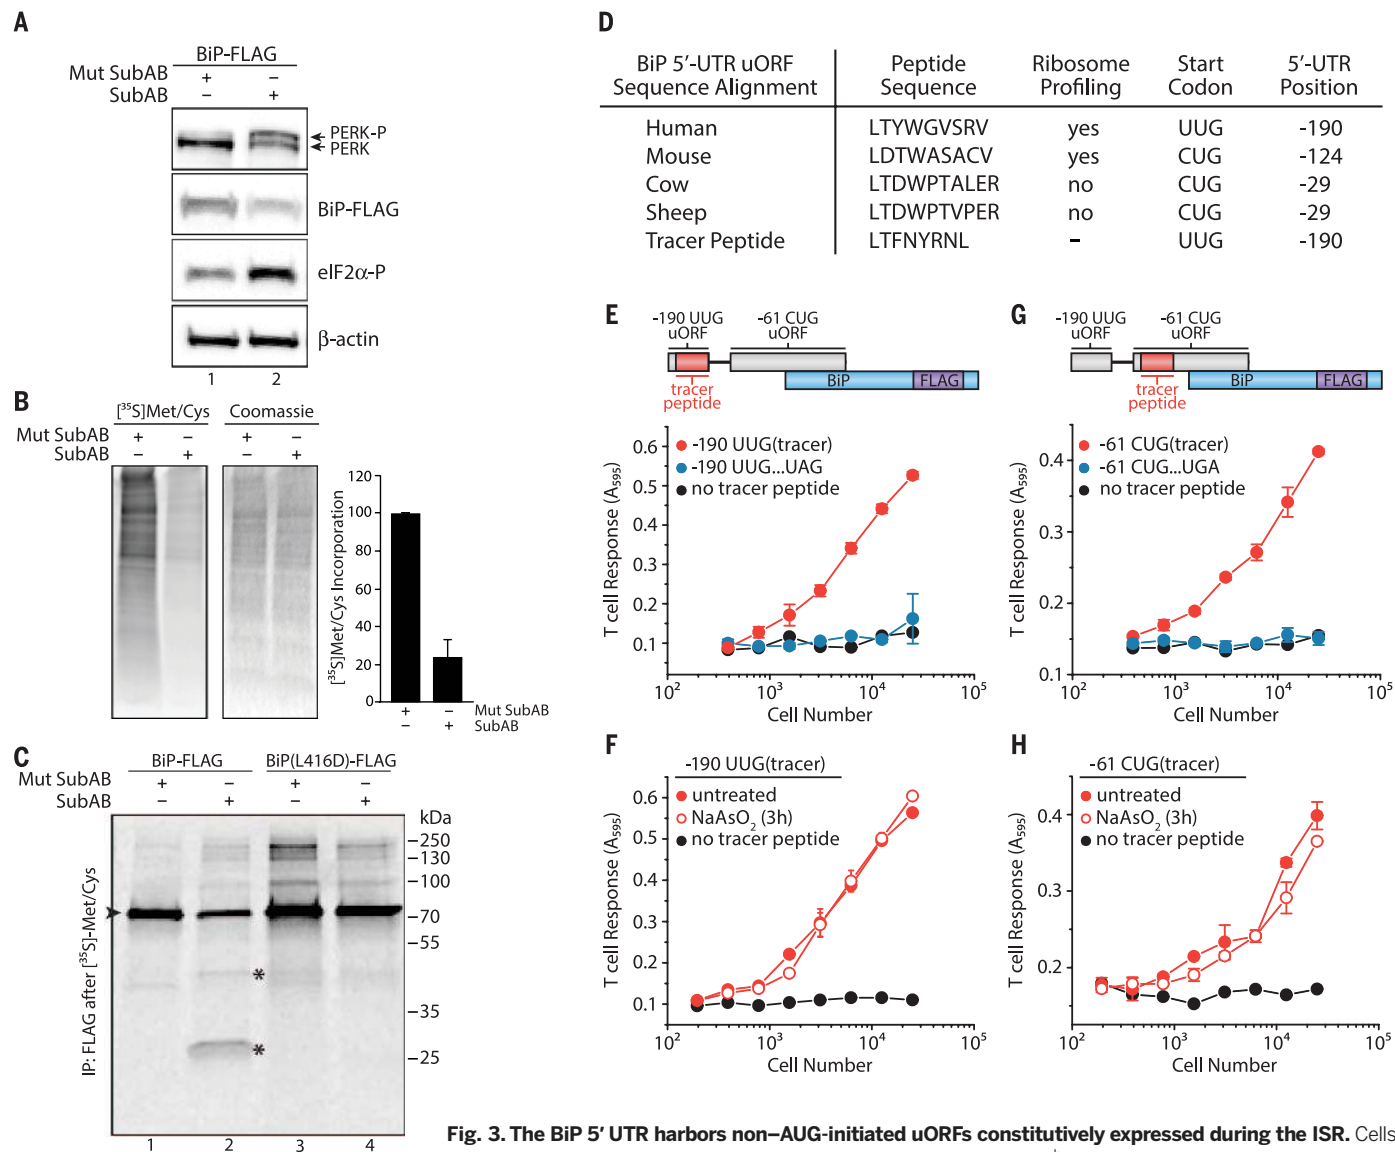 A
BiP-FLAG
Mut SubAB + −
SubAB − +
PERK-P
PERK
BiP-FLAG
eIF2α-P
β-actin
1 2
B
[³⁵S]Met/Cys Coomassie
Mut SubAB + − + −
SubAB − + − +
[³⁵S]Met/Cys Incorporation
120
100
80
60
40
20
0
+ − Mut SubAB
− + SubAB
C
BiP-FLAG BiP(L416D)-FLAG
Mut SubAB + − + −
SubAB − + − +
kDa
−250
−130
−100
−70
−55
−35
−25
*
*
IP: FLAG after [³⁵S]-Met/Cys
1 2 3 4
D
BiP 5′-UTR uORF Sequence Alignment Peptide Sequence Ribosome Profiling Start Codon 5′-UTR Position
Human LTYWGVSRV yes UUG -190
Mouse LDTWASACV yes CUG -124
Cow LTDWPTALER no CUG -29
Sheep LTDWPTVPER no CUG -29
Tracer Peptide LTFNYRNL – UUG -190
E
-190 UUG uORF
-61 CUG uORF
BiP FLAG
tracer peptide
-190 UUG(tracer)
-190 UUG...UAG
no tracer peptide
T cell Response (A₅₉₅)
0.6
0.5
0.4
0.3
0.2
0.1
10² 10³ 10⁴ 10⁵
Cell Number
G
-190 UUG uORF
-61 CUG uORF
BiP FLAG
tracer peptide
-61 CUG(tracer)
-61 CUG...UGA
no tracer peptide
T cell Response (A₅₉₅)
0.4
0.3
0.2
0.1
10² 10³ 10⁴ 10⁵
Cell Number
F
-190 UUG(tracer)
untreated
NaAsO₂ (3h)
no tracer peptide
T cell Response (A₅₉₅)
0.6
0.5
0.4
0.3
0.2
0.1
10² 10³ 10⁴ 10⁵
Cell Number
H
-61 CUG(tracer)
untreated
NaAsO₂ (3h)
no tracer peptide
T cell Response (A₅₉₅)
0.4
0.3
0.2
10² 10³ 10⁴ 10⁵
Cell Number
Fig. 3. The BiP 5′ UTR harbors non–AUG-initiated uORFs constitutively expressed during the ISR. Cells